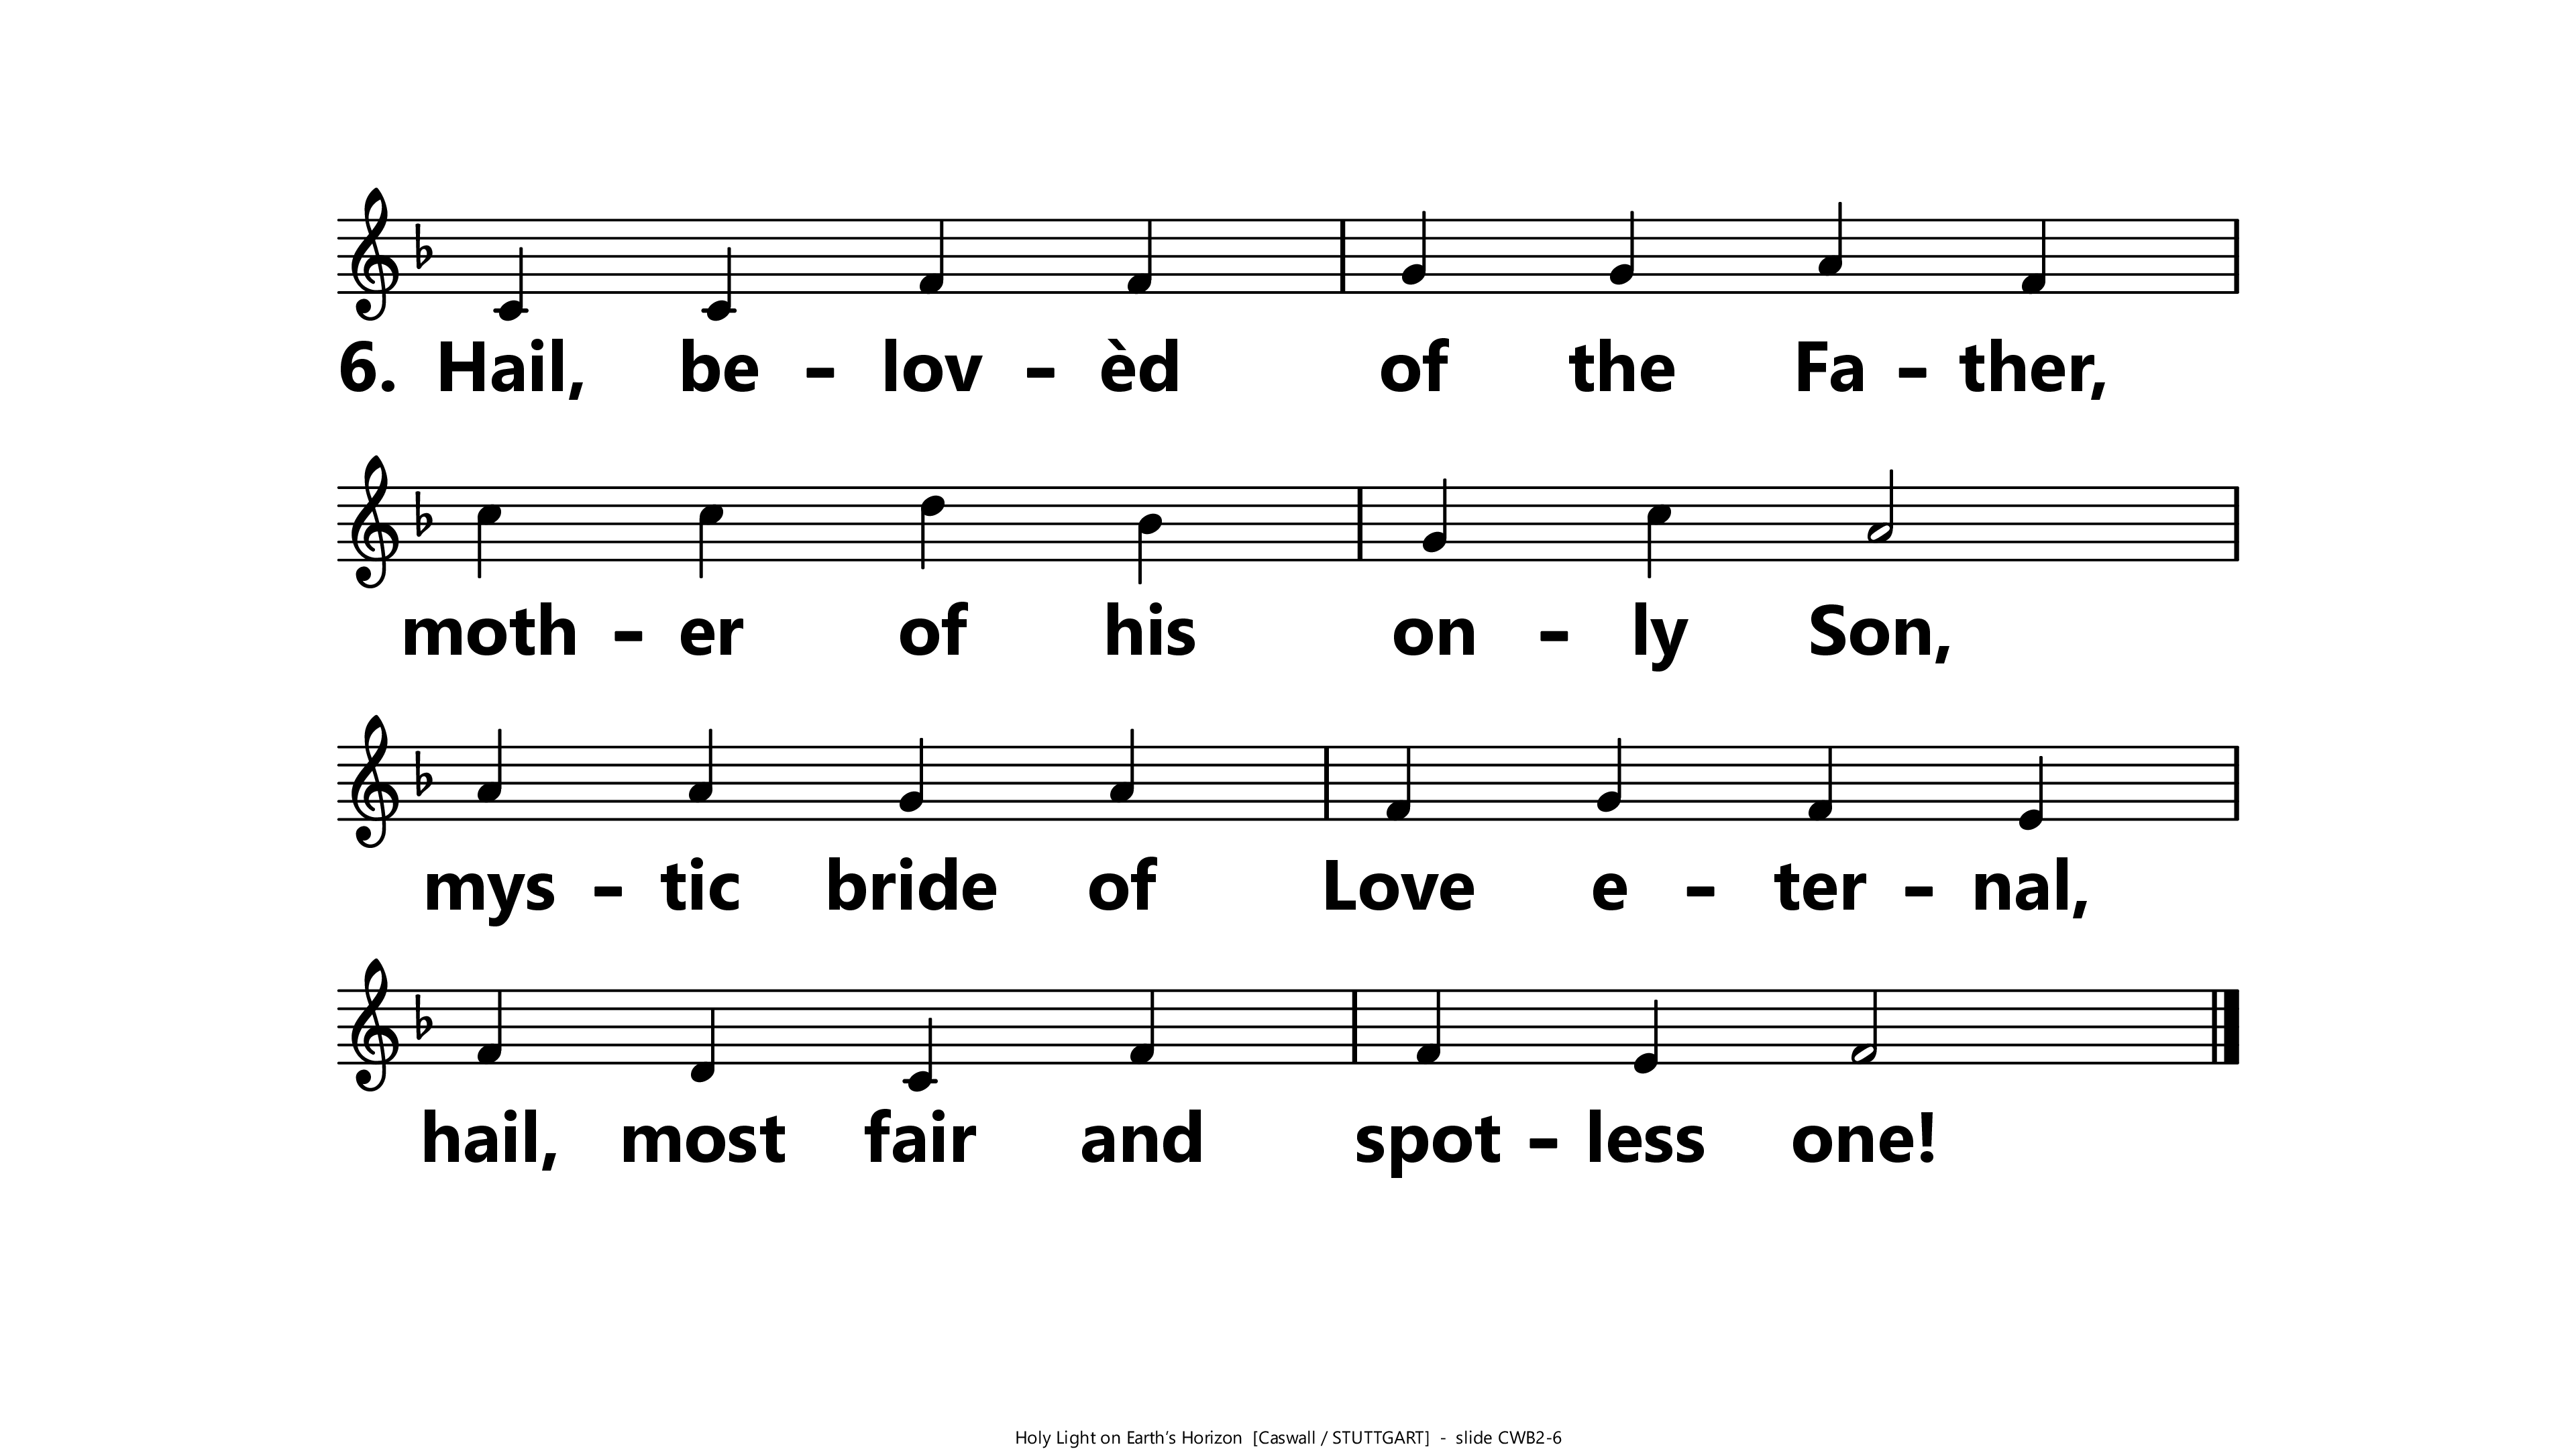 6. Hail, be - lov - èd of the Fa - ther,
moth - er of his on - ly Son,
mys - tic bride of Love e - ter - nal,
hail, most fair and spot - less one!
Holy Light on Earth’s Horizon [Caswall / STUTTGART] - slide CWB2-6